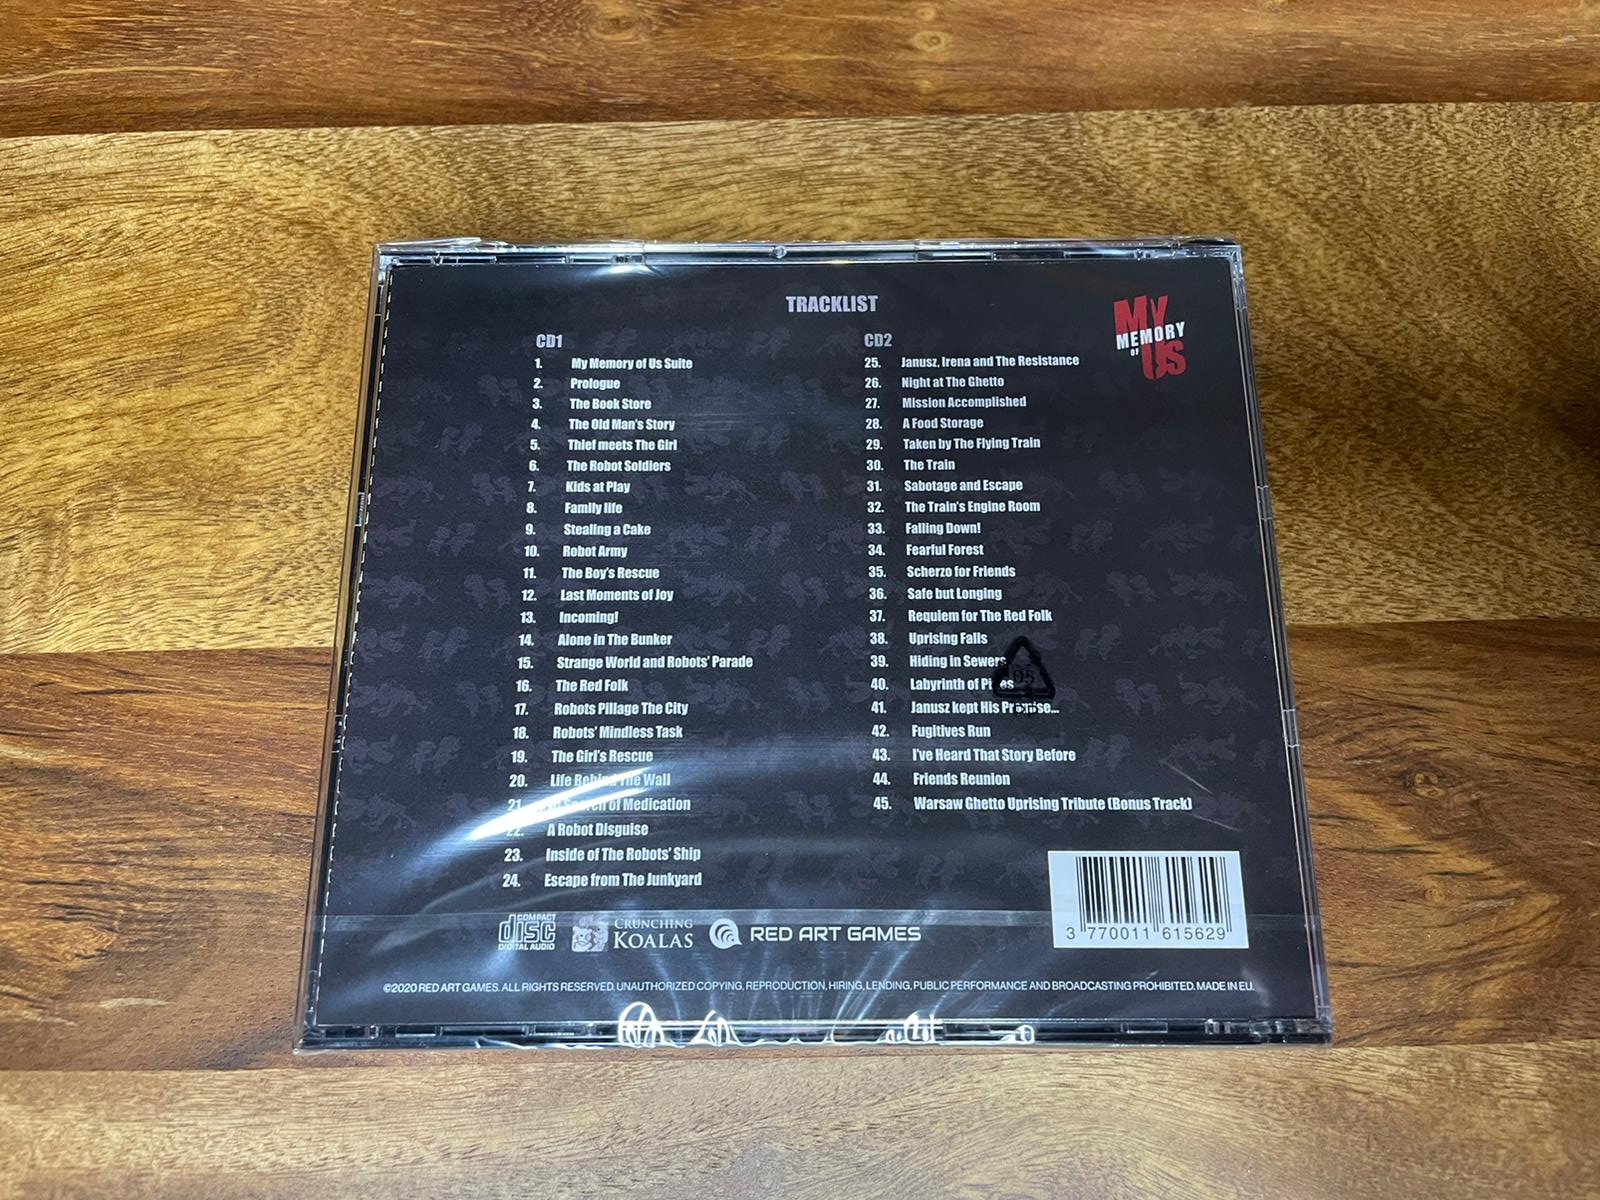 TRACKLIST
MY
MEMORY
OF
US
CD1
1. My Memory of Us Suite
2. Prologue
3. The Book Store
4. The Old Man's Story
5. Thief meets The Girl
6. The Robot Soldiers
7. Kids at Play
8. Family life
9. Stealing a Cake
10. Robot Army
11. The Boy's Rescue
12. Last Moments of Joy
13. Incoming!
14. Alone in The Bunker
15. Strange World and Robots' Parade
16. The Red Folk
17. Robots Pillage The City
18. Robots' Mindless Task
19. The Girl's Rescue
20. Life Behind The Wall
21. In Search of Medication
22. A Robot Disguise
23. Inside of The Robots' Ship
24. Escape from The Junkyard
CD2
25. Janusz, Irena and The Resistance
26. Night at The Ghetto
27. Mission Accomplished
28. A Food Storage
29. Taken by The Flying Train
30. The Train
31. Sabotage and Escape
32. The Train's Engine Room
33. Falling Down!
34. Fearful Forest
35. Scherzo for Friends
36. Safe but Longing
37. Requiem for The Red Folk
38. Uprising Falls
39. Hiding in Sewers
40. Labyrinth of Pipes
41. Janusz kept His Promise...
42. Fugitives Run
43. I've Heard That Story Before
44. Friends Reunion
45. Warsaw Ghetto Uprising Tribute (Bonus Track)
05
COMPACT
disc
DIGITAL AUDIO
CRUNCHING
KOALAS
RED ART GAMES
3 770011 615629
©2020 RED ART GAMES. ALL RIGHTS RESERVED. UNAUTHORIZED COPYING, REPRODUCTION, HIRING, LENDING, PUBLIC PERFORMANCE AND BROADCASTING PROHIBITED. MADE IN EU.